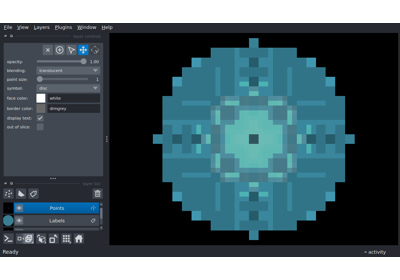 File View Layers Plugins Window Help
opacity: 1.00
blending: translucent
point size: 1
symbol: disc
face color: white
border color: dimgrey
display text: ✓
out of slice:
Points
Labels
Ready activity